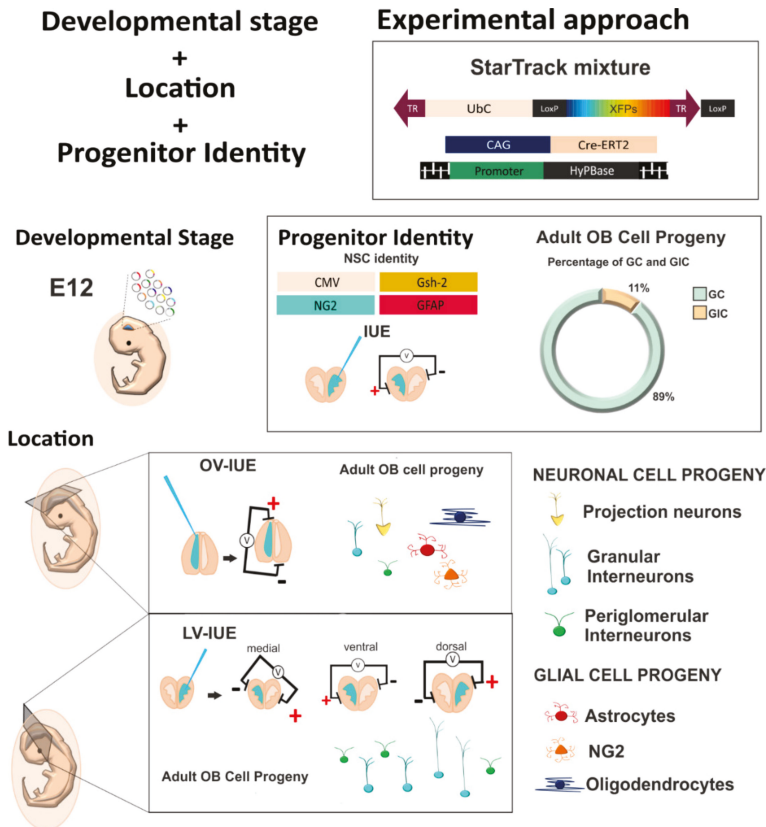 Developmental stage
+
Location
+
Progenitor Identity
Experimental approach
StarTrack mixture
TR UbC LoxP XFPs TR LoxP
CAG Cre-ERT2
Promoter HyPBase
Developmental Stage
E12
Progenitor Identity
NSC identity
CMV Gsh-2
NG2 GFAP
IUE
V
+ -
Adult OB Cell Progeny
Percentage of GC and GIC
11%
GC
GIC
89%
Location
OV-IUE
+
V
-
Adult OB cell progeny
LV-IUE
medial
V
- +
ventral
V
+ -
dorsal
V
- +
Adult OB Cell Progeny
NEURONAL CELL PROGENY
Projection neurons
Granular
Interneurons
Periglomerular
Interneurons
GLIAL CELL PROGENY
Astrocytes
NG2
Oligodendrocytes